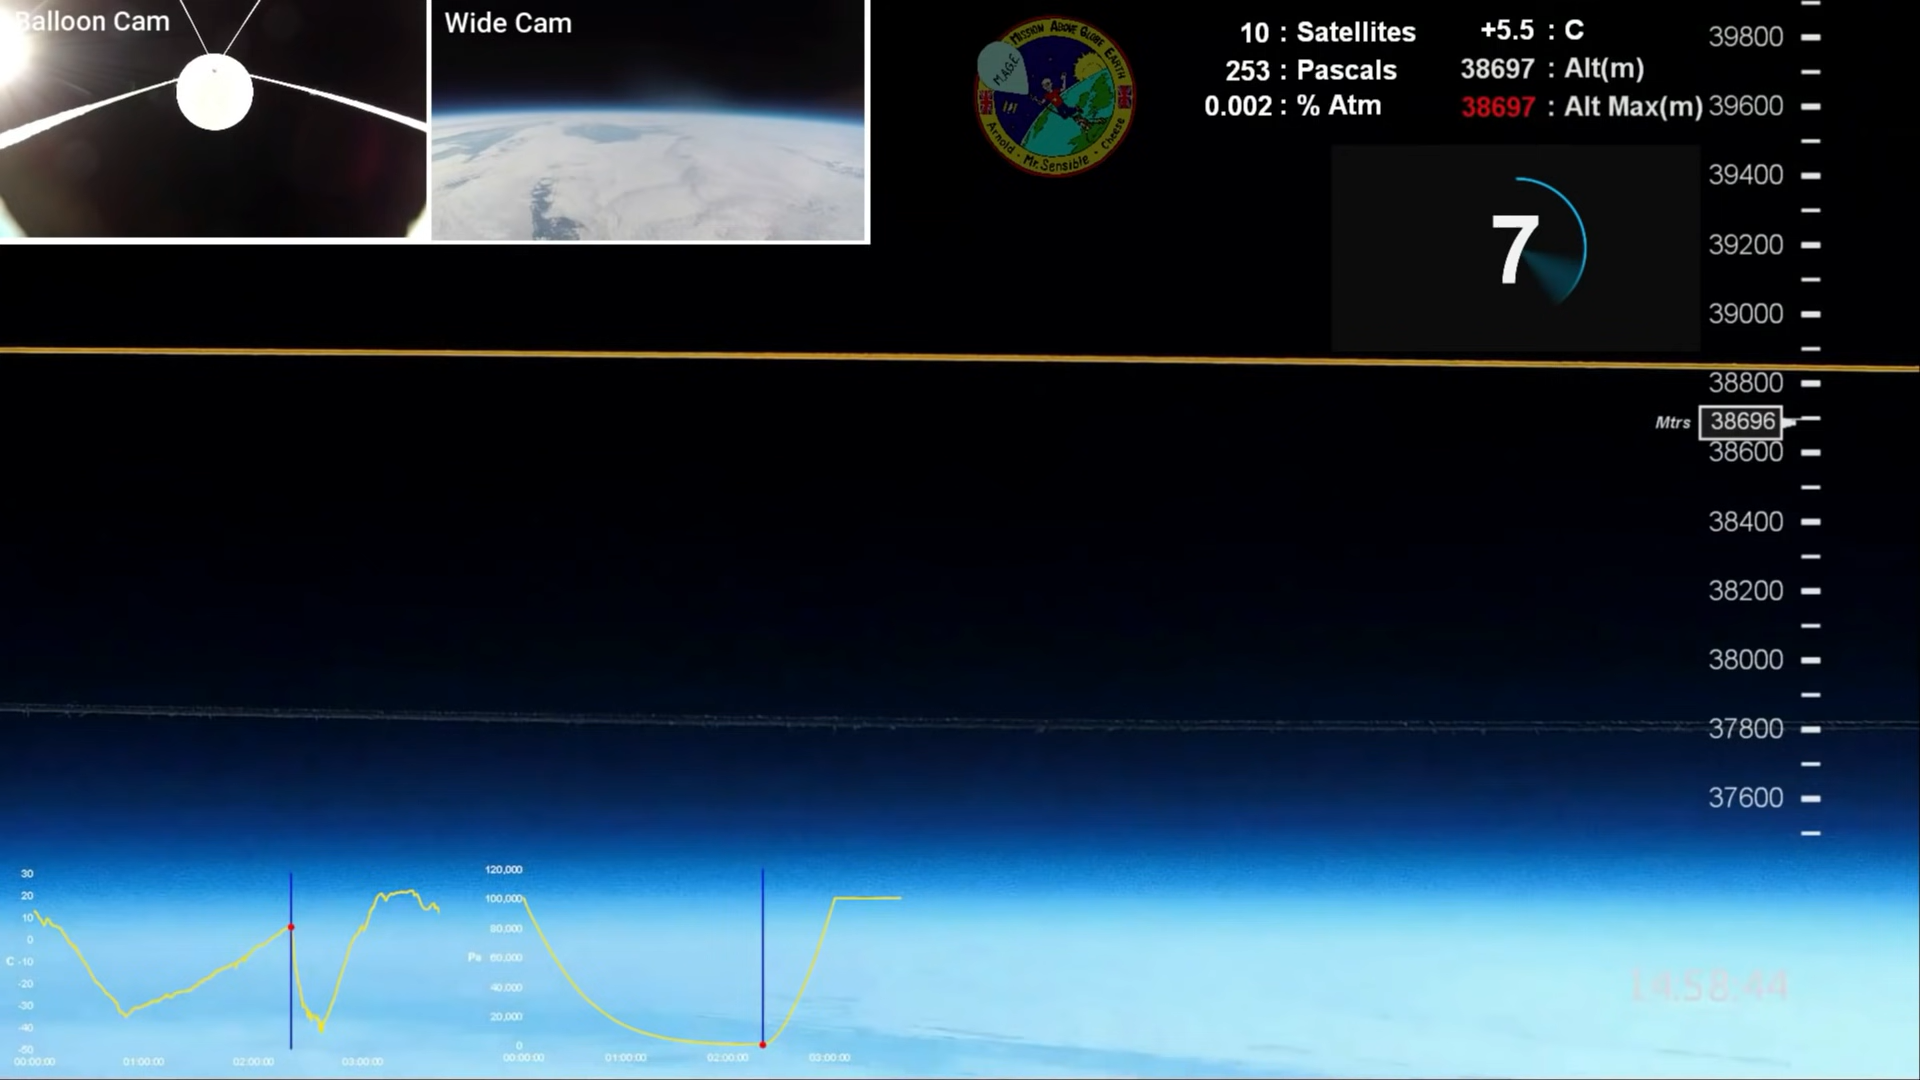 Balloon Cam
Wide Cam
MISSION ABOVE GLOBE EARTH
M.A.G.E
Arnold · Mr. Sensible · Cheese
10 : Satellites
253 : Pascals
0.002 : % Atm
+5.5 : C
38697 : Alt(m)
38697 : Alt Max(m)
7
39800
39600
39400
39200
39000
38800
Mtrs 38696
38600
38400
38200
38000
37800
37600
14:58:44
30
20
10
0
C -10
-20
-30
-40
-50
00:00:00 01:00:00 02:00:00 03:00:00
120,000
100,000
80,000
Pa 60,000
40,000
20,000
0
00:00:00 01:00:00 02:00:00 03:00:00